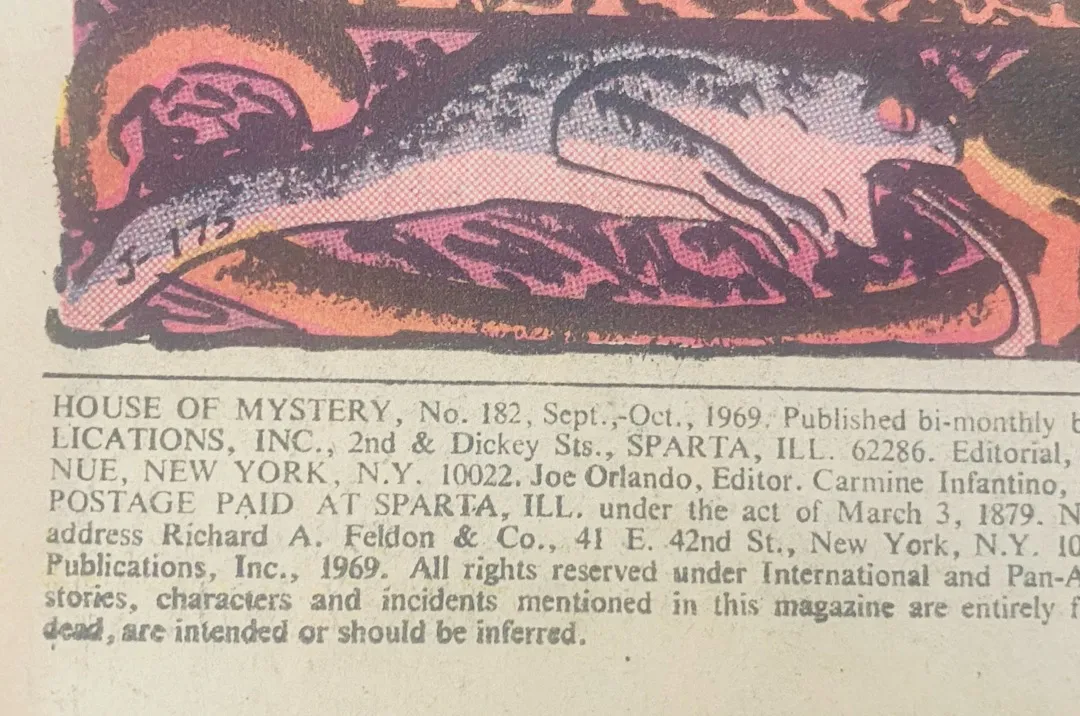 J-175
HOUSE OF MYSTERY, No. 182, Sept.,-Oct., 1969. Published bi-monthly b
LICATIONS, INC., 2nd & Dickey Sts., SPARTA, ILL. 62286. Editorial,
NUE, NEW YORK, N.Y. 10022. Joe Orlando, Editor. Carmine Infantino,
POSTAGE PAID AT SPARTA, ILL. under the act of March 3, 1879. N
address Richard A. Feldon & Co., 41 E. 42nd St., New York, N.Y. 10
Publications, Inc., 1969. All rights reserved under International and Pan-A
stories, characters and incidents mentioned in this magazine are entirely f
dead, are intended or should be inferred.